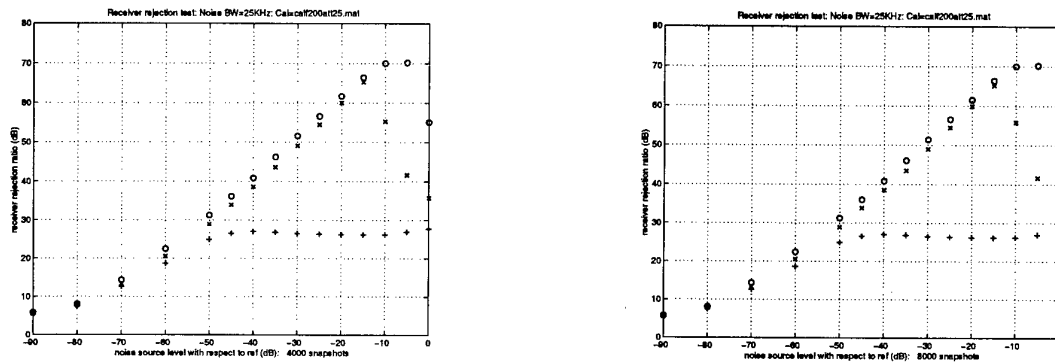 Receiver rejection test: Noise BW=25KHz: Cal=calf200att25.mat
receiver rejection ratio (dB)
80
70
60
50
40
30
20
10
0
-90 -80 -70 -60 -50 -40 -30 -20 -10 0
noise source level with respect to ref (dB): 4000 snapshots
Receiver rejection test: Noise BW=25KHz: Cal=calf200att25.mat
receiver rejection ratio (dB)
80
70
60
50
40
30
20
10
0
-90 -80 -70 -60 -50 -40 -30 -20 -10
noise source level with respect to ref (dB): 8000 snapshots